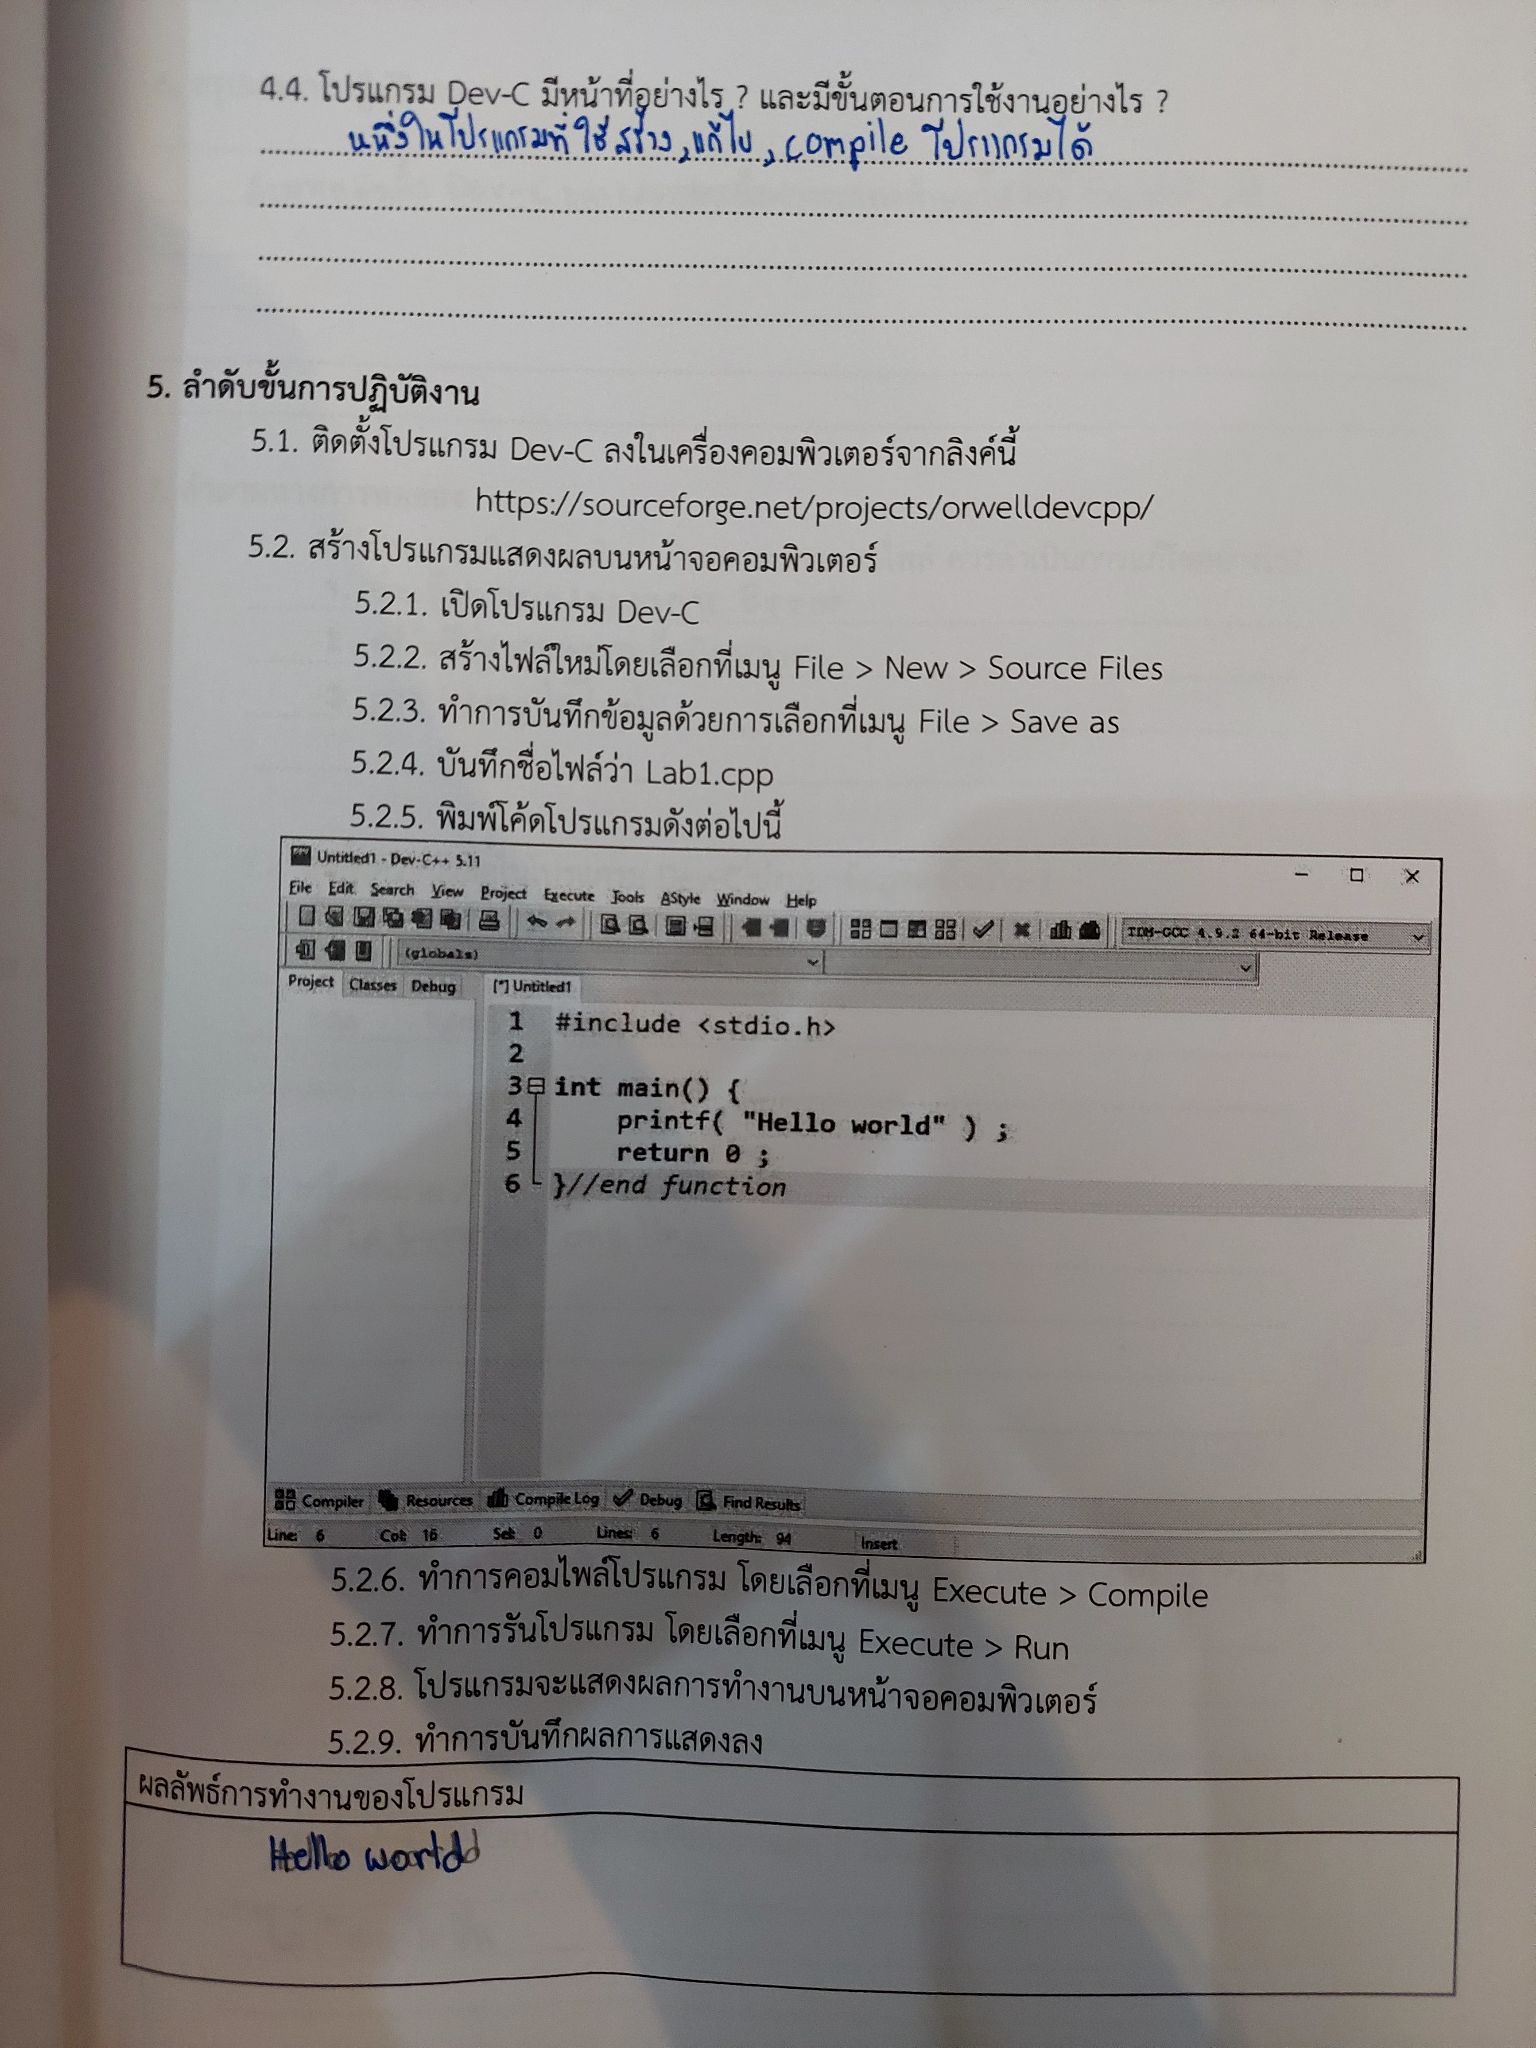 4.4. โปรแกรม Dev-C มีหน้าที่อย่างไร ? และมีขั้นตอนการใช้งานอย่างไร ?
หนึ่งในโปรแกรมที่ใช้สร้าง,แก้ไข,compile โปรแกรมได้
5. ลำดับขั้นการปฏิบัติงาน
5.1. ติดตั้งโปรแกรม Dev-C ลงในเครื่องคอมพิวเตอร์จากลิงค์นี้
https://sourceforge.net/projects/orwelldevcpp/
5.2. สร้างโปรแกรมแสดงผลบนหน้าจอคอมพิวเตอร์
5.2.1. เปิดโปรแกรม Dev-C
5.2.2. สร้างไฟล์ใหม่โดยเลือกที่เมนู File > New > Source Files
5.2.3. ทำการบันทึกข้อมูลด้วยการเลือกที่เมนู File > Save as
5.2.4. บันทึกชื่อไฟล์ว่า Lab1.cpp
5.2.5. พิมพ์โค้ดโปรแกรมดังต่อไปนี้
Untitled1 - Dev-C++ 5.11
File Edit Search View Project Execute Tools AStyle Window Help
TDM-GCC 4.9.2 64-bit Release
(globals)
Project Classes Debug [*] Untitled1
1 #include <stdio.h>
2
3 int main() {
4 printf( "Hello world" ) ;
5 return 0 ;
6 }//end function
Compiler Resources Compile Log Debug Find Results
Line: 6 Col: 16 Sel: 0 Lines: 6 Length: 94 Insert
5.2.6. ทำการคอมไพล์โปรแกรม โดยเลือกที่เมนู Execute > Compile
5.2.7. ทำการรันโปรแกรม โดยเลือกที่เมนู Execute > Run
5.2.8. โปรแกรมจะแสดงผลการทำงานบนหน้าจอคอมพิวเตอร์
5.2.9. ทำการบันทึกผลการแสดงลง
ผลลัพธ์การทำงานของโปรแกรม
Hello world